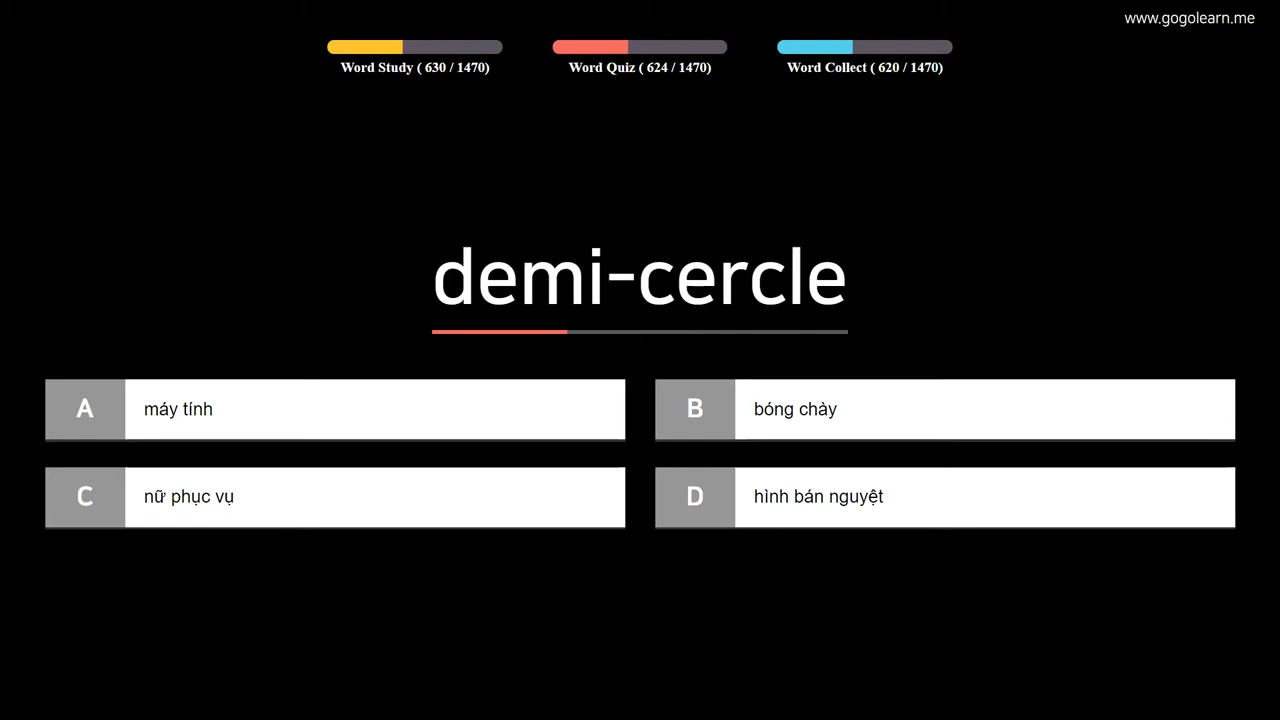 www.gogolearn.me
Word Study ( 630 / 1470)
Word Quiz ( 624 / 1470)
Word Collect ( 620 / 1470)
demi-cercle
A
máy tính
B
bóng chày
C
nữ phục vụ
D
hình bán nguyệt